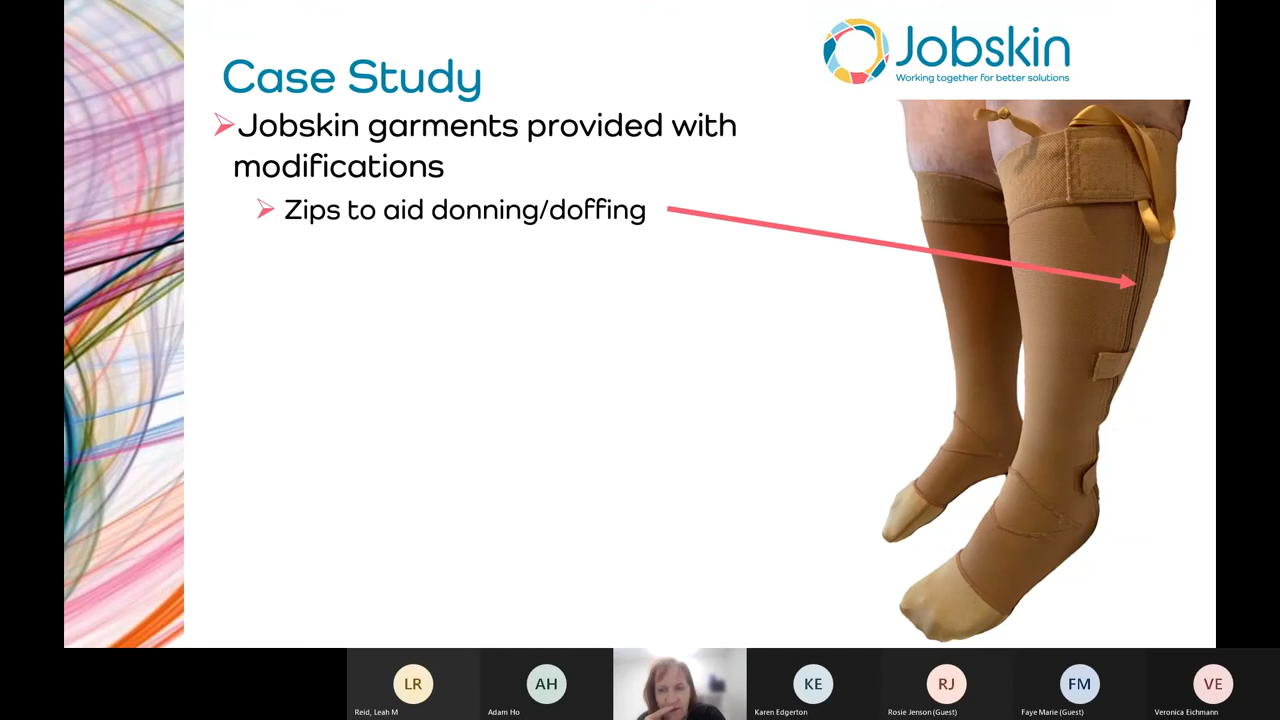 Jobskin
Working together for better solutions
Case Study
Jobskin garments provided with
modifications
Zips to aid donning/doffing
LR
AH
KE
RJ
FM
VE
Reid, Leah M
Adam Ho
Karen Edgerton
Rosie Jenson (Guest)
Faye Marie (Guest)
Veronica Eichmann